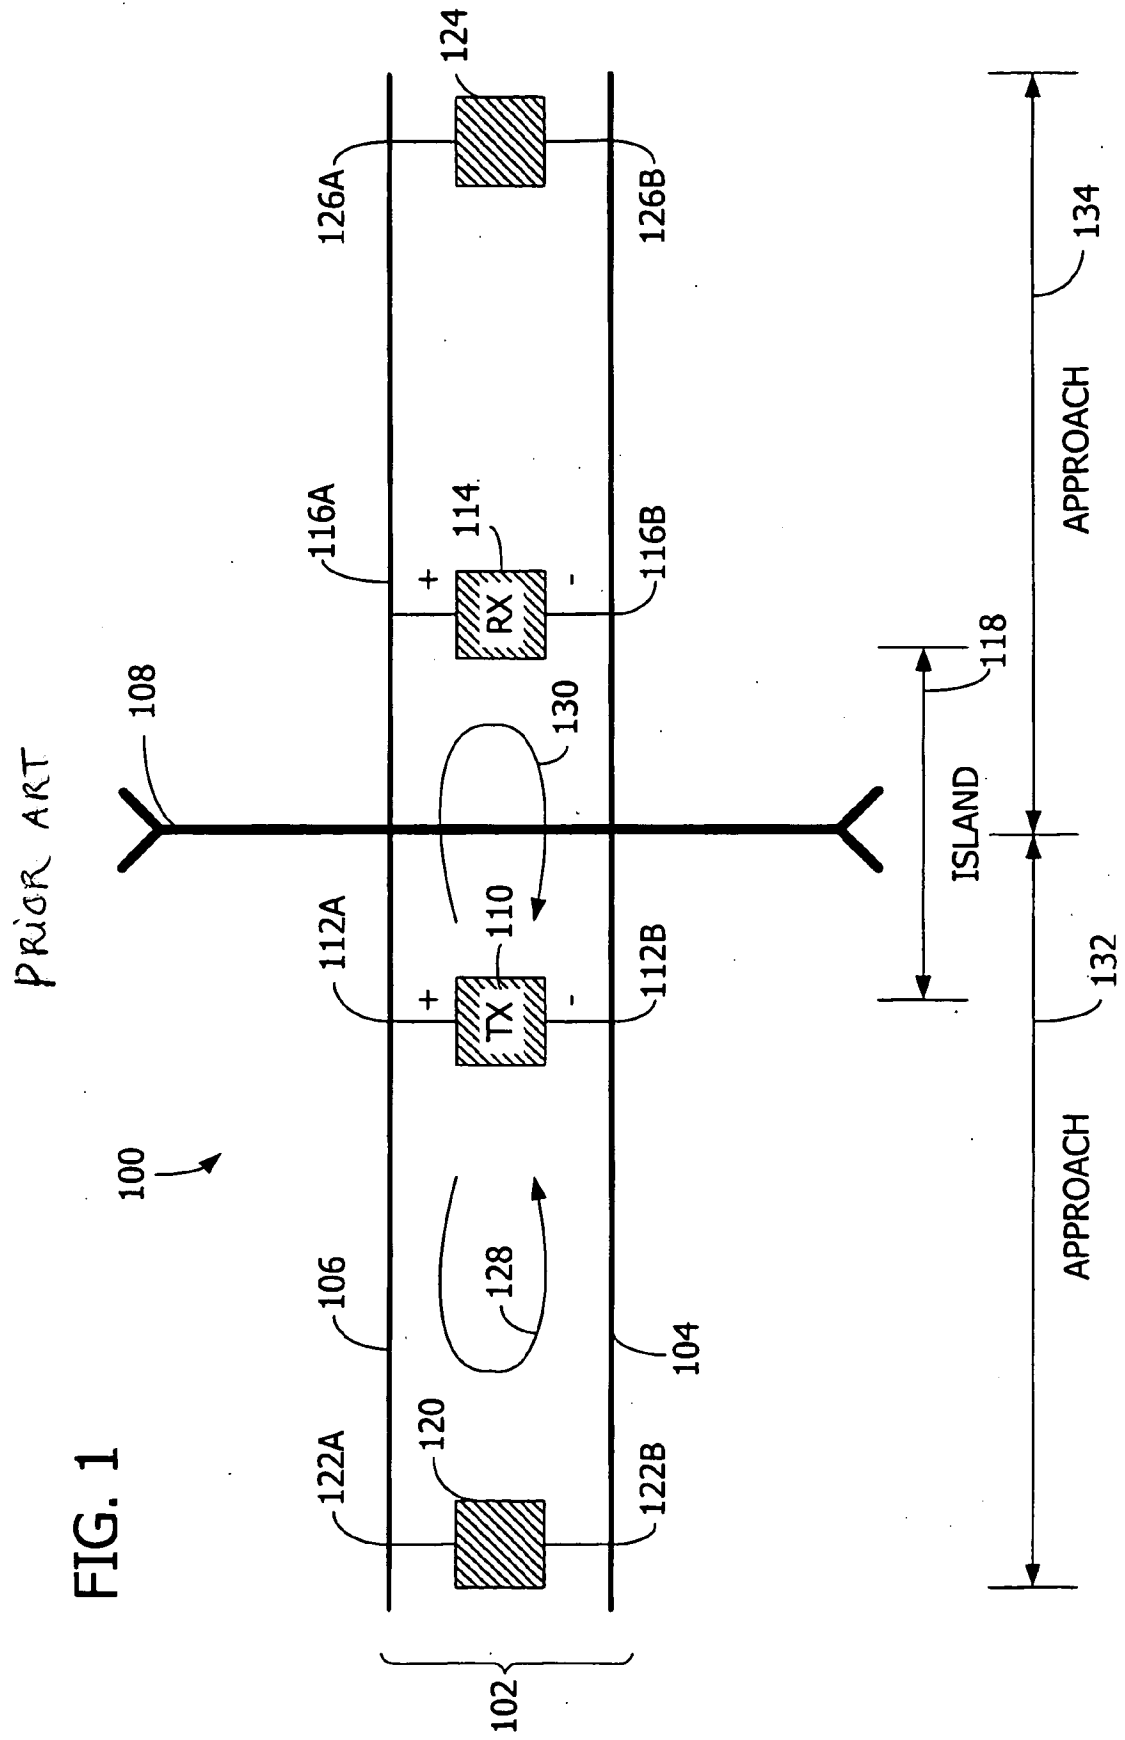 PRIOR ART
FIG. 1
100
108
122A
106
112A
116A
126A
120
+
+
124
TX
110
RX
114
128
130
-
-
102
122B
104
112B
116B
126B
ISLAND
118
APPROACH
132
APPROACH
134